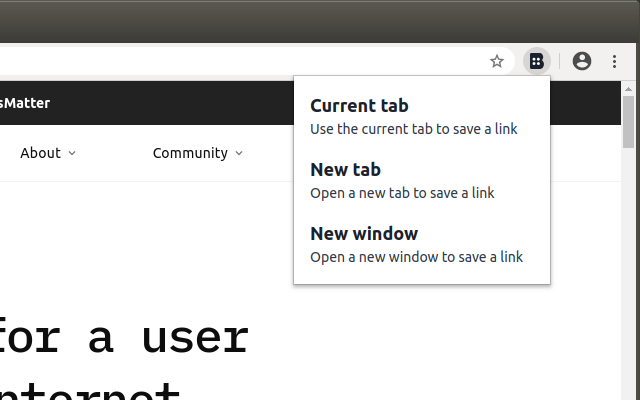 sMatter
About
Community
Current tab
Use the current tab to save a link
New tab
Open a new tab to save a link
New window
Open a new window to save a link
for a user
nternet